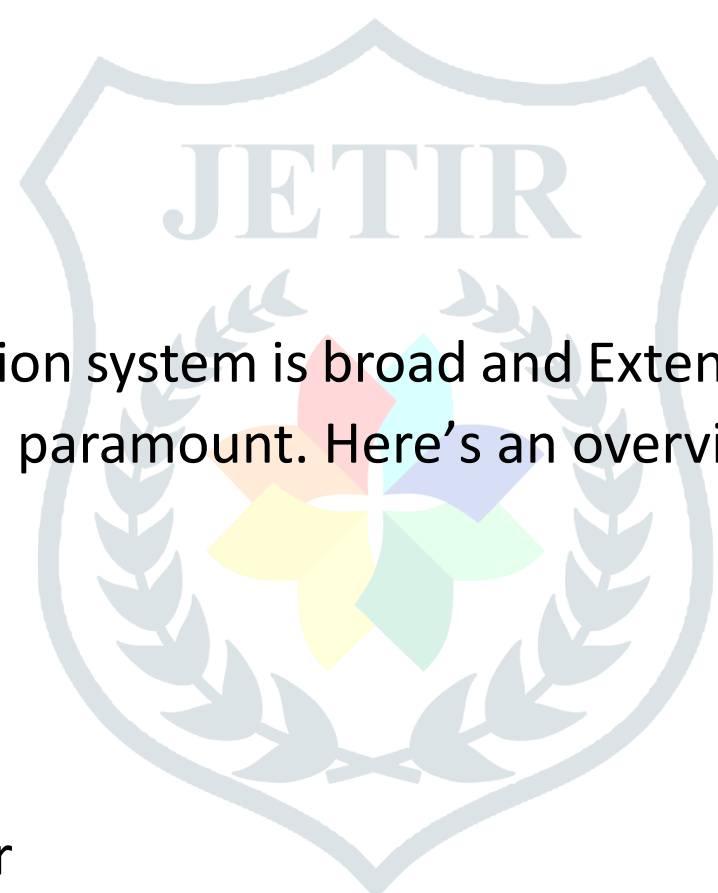 JETIR
ion system is broad and Exten
paramount. Here’s an overvi
r